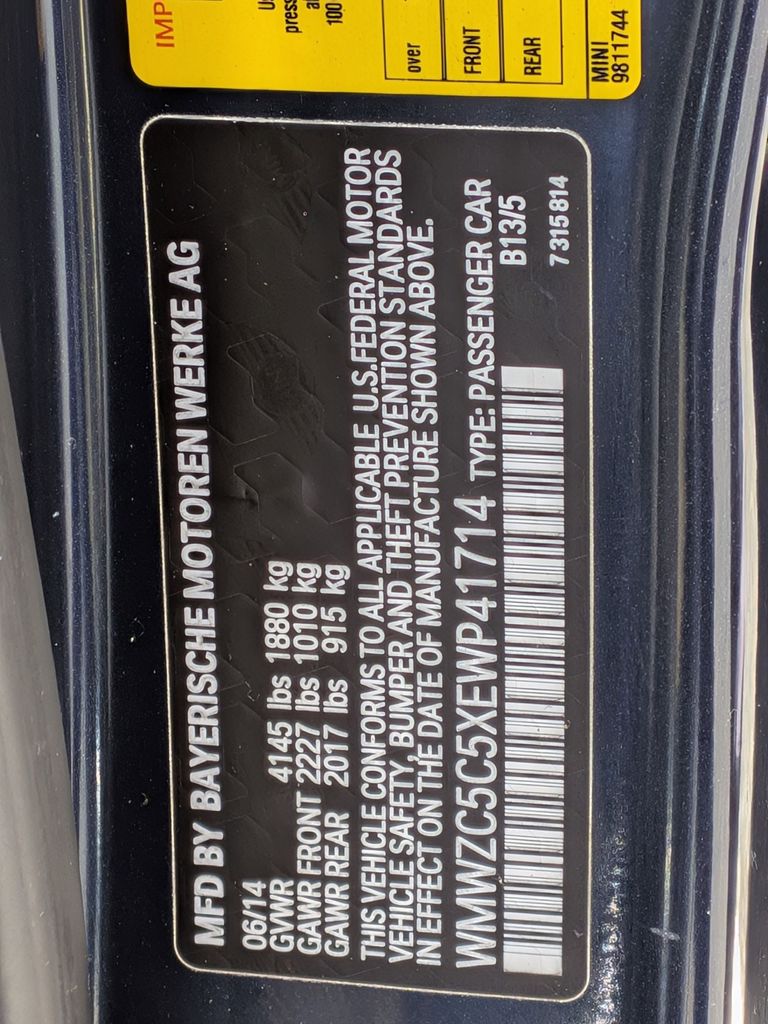 MFD BY BAYERISCHE MOTOREN WERKE AG
06/14
GVWR 4145 lbs 1880 kg
GAWR FRONT 2227 lbs 1010 kg
GAWR REAR 2017 lbs 915 kg
THIS VEHICLE CONFORMS TO ALL APPLICABLE U.S.FEDERAL MOTOR
VEHICLE SAFETY, BUMPER AND THEFT PREVENTION STANDARDS
IN EFFECT ON THE DATE OF MANUFACTURE SHOWN ABOVE.
WMWZC5C5XEWP41714 TYPE: PASSENGER CAR
B13/5
7315814
IMP
press
100
over
FRONT
REAR
MINI
9811744